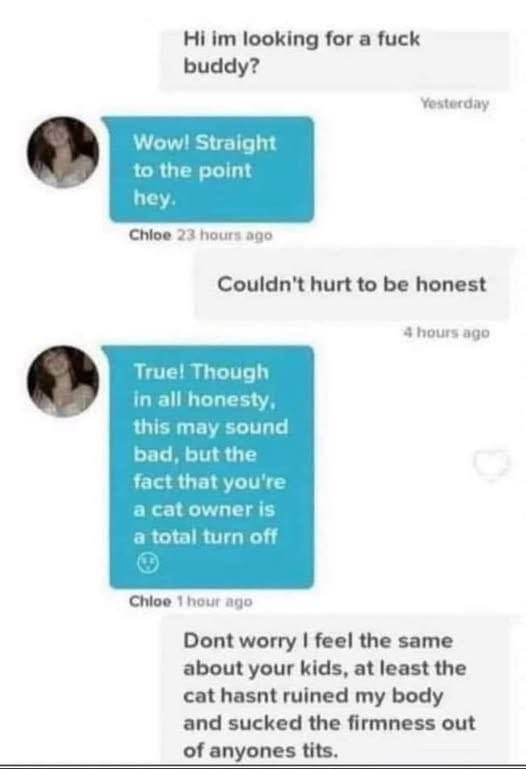 Hi im looking for a fuck
buddy?
Yesterday
Wow! Straight
to the point
hey.
Chloe 23 hours ago
Couldn't hurt to be honest
4 hours ago
True! Though
in all honesty,
this may sound
bad, but the
fact that you're
a cat owner is
a total turn off
Chloe 1 hour ago
Dont worry I feel the same
about your kids, at least the
cat hasnt ruined my body
and sucked the firmness out
of anyones tits.